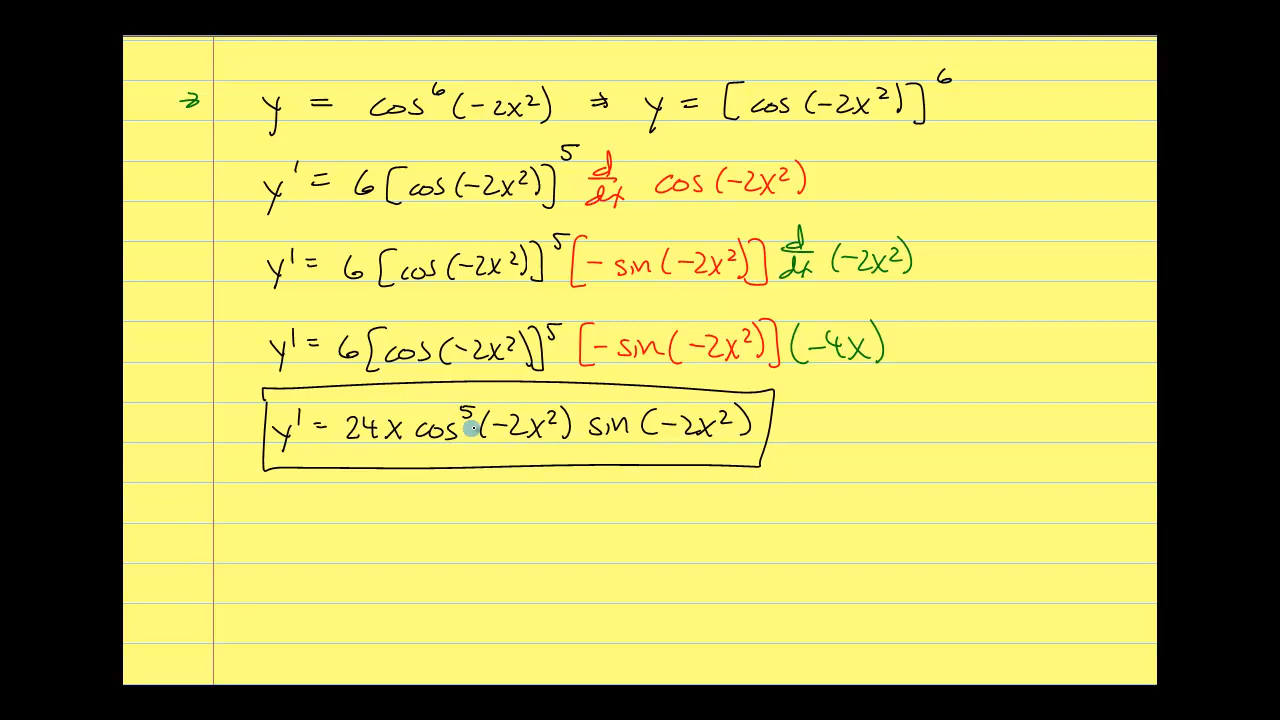 → y = cos⁶(-2x²) ⇒ y = [cos(-2x²)]⁶
y' = 6[cos(-2x²)]⁵ d/dx cos(-2x²)
y' = 6[cos(-2x²)]⁵[-sin(-2x²)] d/dx (-2x²)
y' = 6[cos(-2x²)]⁵ [-sin(-2x²)](-4x)
y' = 24x cos⁵(-2x²) sin(-2x²)